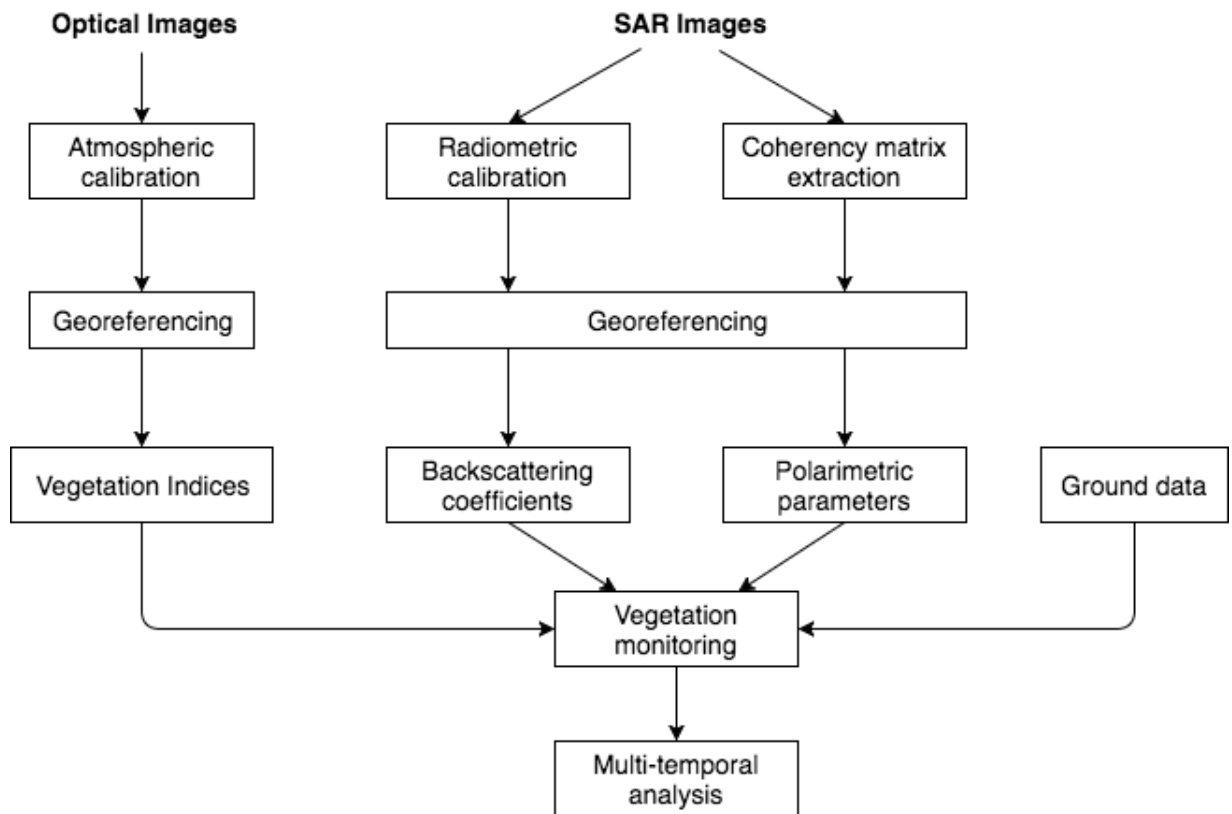 Optical Images
SAR Images
Atmospheric
calibration
Radiometric
calibration
Coherency matrix
extraction
Georeferencing
Georeferencing
Vegetation Indices
Backscattering
coefficients
Polarimetric
parameters
Ground data
Vegetation
monitoring
Multi-temporal
analysis